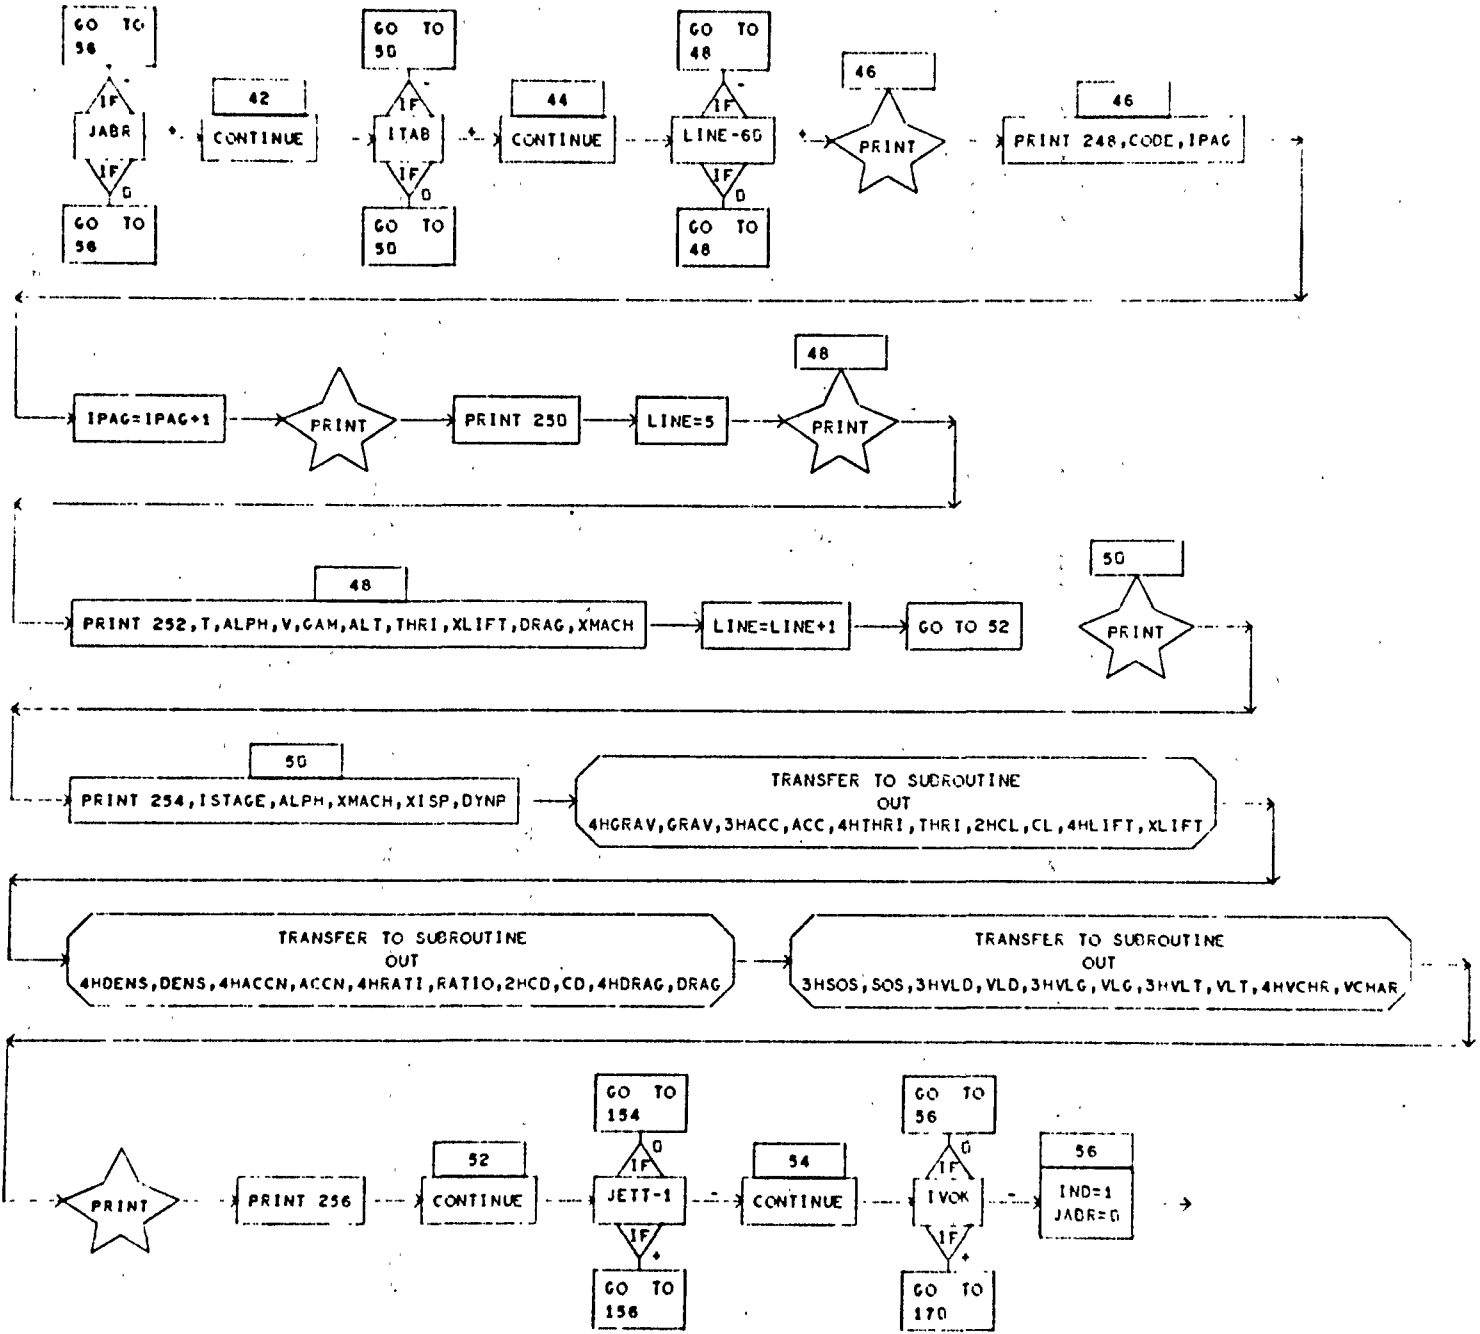 GO TO
56
GO TO
50
GO TO
48
46
42
44
46
-
-
-
IF
IF
IF
JABR
+
CONTINUE
ITAB
+
CONTINUE
LINE-60
+
PRINT
PRINT 248,CODE,IPAG
IF
IF
IF
0
0
0
GO TO
56
GO TO
50
GO TO
48
48
IPAG=IPAG+1
PRINT
PRINT 250
LINE=5
PRINT
50
48
PRINT 252,T,ALPH,V,GAM,ALT,THRI,XLIFT,DRAG,XMACH
LINE=LINE+1
GO TO 52
PRINT
50
PRINT 254,ISTAGE,ALPH,XMACH,XISP,DYNP
TRANSFER TO SUBROUTINE
OUT
4HGRAV,GRAV,3HACC,ACC,4HTHRI,THRI,2HCL,CL,4HLIFT,XLIFT
TRANSFER TO SUBROUTINE
OUT
4HDENS,DENS,4HACCN,ACCN,4HRATI,RATIO,2HCD,CD,4HDRAG,DRAG
TRANSFER TO SUBROUTINE
OUT
3HSOS,SOS,3HVLD,VLD,3HVLG,VLG,3HVLT,VLT,4HVCHR,VCHAR
GO TO
154
GO TO
56
52
54
56
0
0
IF
IF
PRINT
PRINT 256
CONTINUE
JETT-1
-
CONTINUE
IVOK
-
IND=1
JABR=0
IF
IF
+
+
GO TO
156
GO TO
170